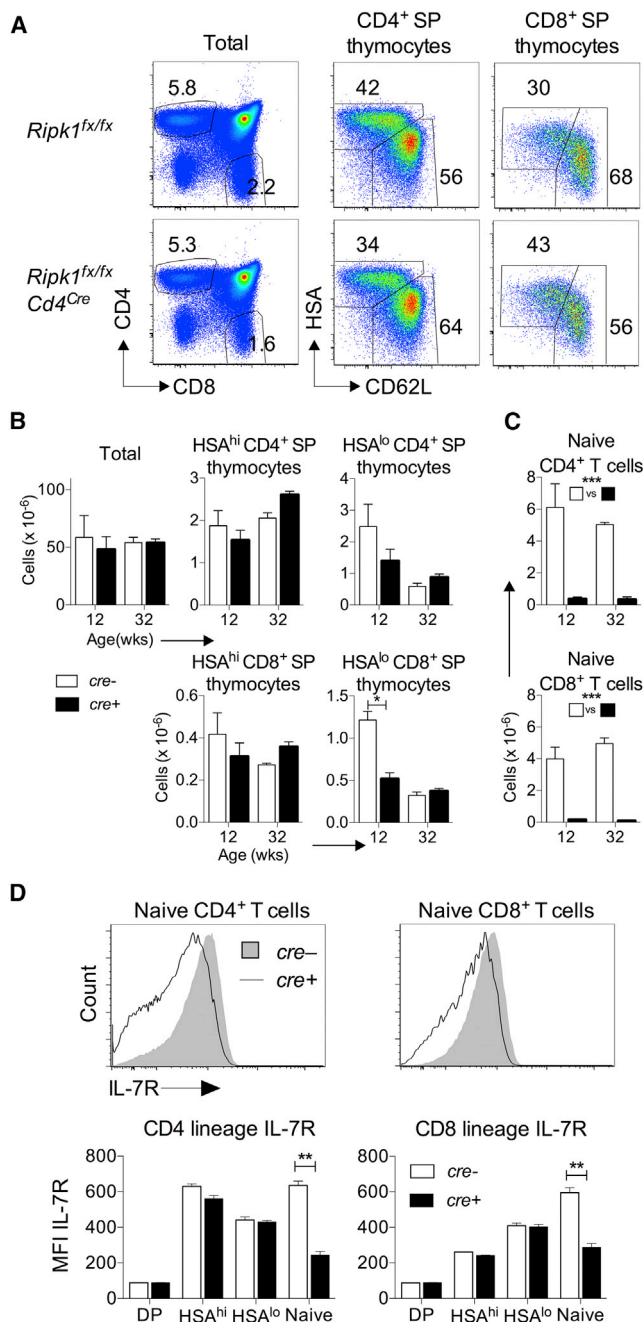 A
Total
CD4+ SP
thymocytes
CD8+ SP
thymocytes
Ripk1fx/fx
5.8
2.2
42
56
30
68
Ripk1fx/fx
Cd4Cre
5.3
1.6
34
64
43
56
CD4
CD8
HSA
CD62L
B
Total
HSAhi CD4+ SP
thymocytes
HSAlo CD4+ SP
thymocytes
Cells (x 10-6)
100
50
0
12 32
Age(wks)
3
2
1
0
12 32
4
3
2
1
0
12 32
cre-
cre+
HSAhi CD8+ SP
thymocytes
HSAlo CD8+ SP
thymocytes
Cells (x 10-6)
0.6
0.4
0.2
0.0
12 32
Age (wks)
1.5
1.0
0.5
0.0
*
12 32
C
Naive
CD4+ T cells
***
vs
8
6
4
2
0
12 32
Naive
CD8+ T cells
***
vs
Cells (x 10-6)
8
6
4
2
0
12 32
D
Naive CD4+ T cells
Naive CD8+ T cells
cre–
cre+
Count
IL-7R
CD4 lineage IL-7R
CD8 lineage IL-7R
MFI IL-7R
800
600
400
200
0
**
DP HSAhi HSAlo Naive
800
600
400
200
0
cre-
cre+
**
DP HSAhi HSAlo Naive